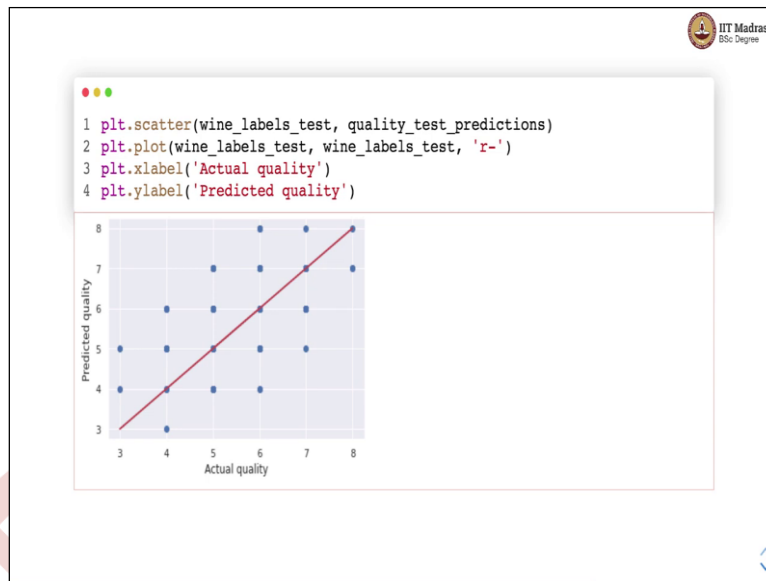 IIT Madras
BSc Degree
1 plt.scatter(wine_labels_test, quality_test_predictions)
2 plt.plot(wine_labels_test, wine_labels_test, 'r-')
3 plt.xlabel('Actual quality')
4 plt.ylabel('Predicted quality')
8
7
6
5
4
3
Predicted quality
3 4 5 6 7 8
Actual quality